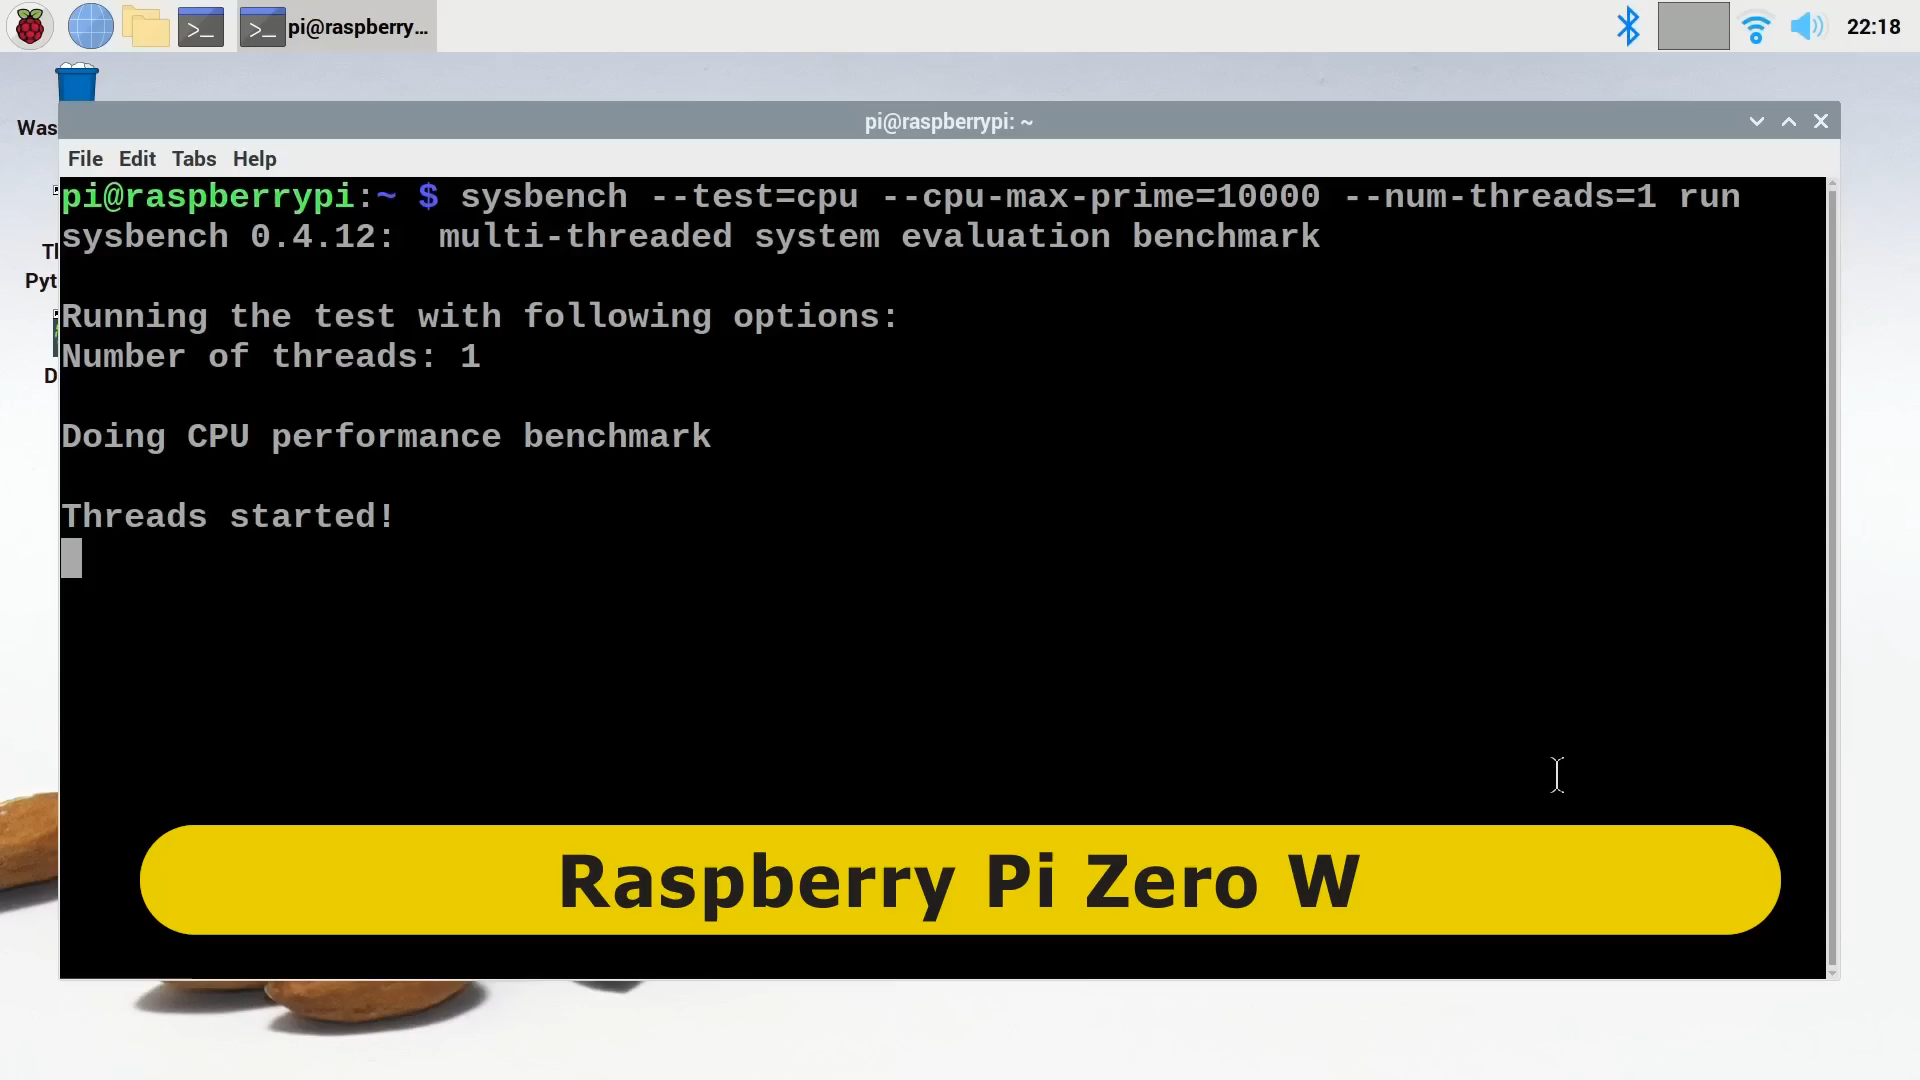 pi@raspberry...
22:18
pi@raspberrypi: ~
File Edit Tabs Help
Was
Th
Pyt
D
pi@raspberrypi:~ $ sysbench --test=cpu --cpu-max-prime=10000 --num-threads=1 run
sysbench 0.4.12:  multi-threaded system evaluation benchmark
Running the test with following options:
Number of threads: 1
Doing CPU performance benchmark
Threads started!
Raspberry Pi Zero W